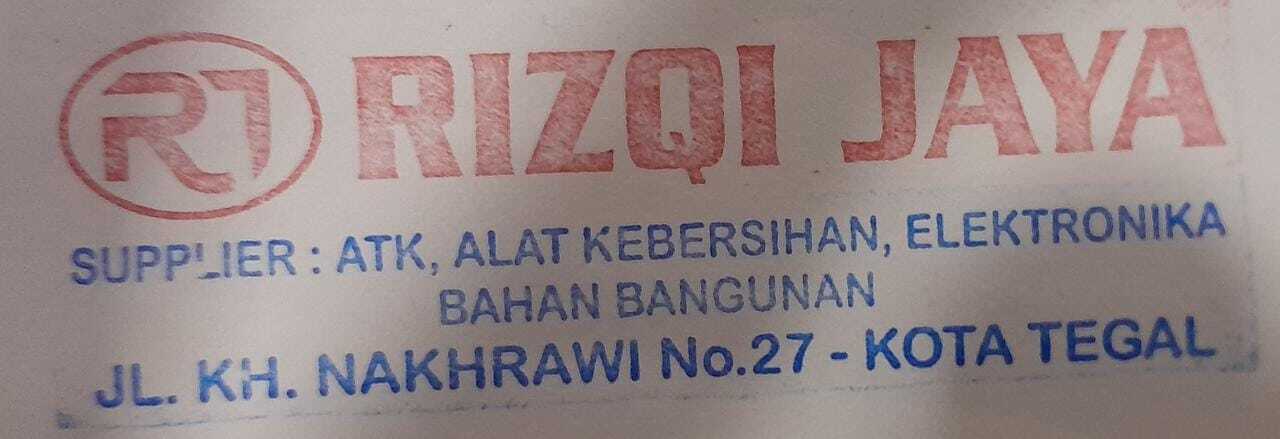 RJ RIZQI JAYA
SUPPLIER : ATK, ALAT KEBERSIHAN, ELEKTRONIKA
BAHAN BANGUNAN
JL. KH. NAKHRAWI No.27 - KOTA TEGAL